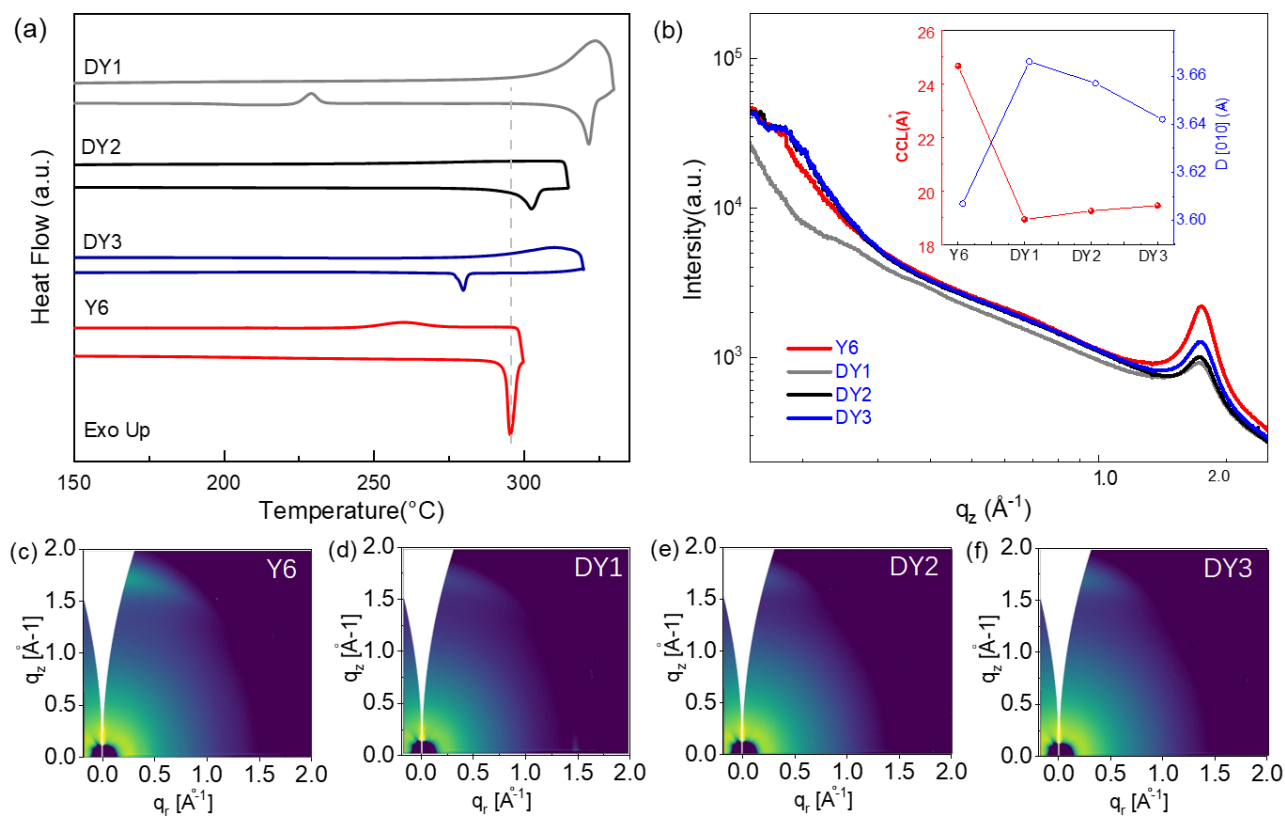 (a)
DY1
DY2
DY3
Y6
Exo Up
Heat Flow (a.u.)
150 200 250 300
Temperature(°C)
(b)
10⁵
10⁴
10³
Intersity(a.u.)
1.0 2.0
q_z (Å⁻¹)
Y6
DY1
DY2
DY3
26
24
22
20
18
CCL(A°)
3.66
3.64
3.62
3.60
D [010] (A)
Y6 DY1 DY2 DY3
(c)
Y6
2.0
1.5
1.0
0.5
0.0
q_z [Å-1]
0.0 0.5 1.0 1.5 2.0
q_r [Å⁻¹]
(d)
DY1
2.0
1.5
1.0
0.5
0.0
q_z [Å-1]
0.0 0.5 1.0 1.5 2.0
q_r [Å⁻¹]
(e)
DY2
2.0
1.5
1.0
0.5
0.0
q_z [Å-1]
0.0 0.5 1.0 1.5 2.0
q_r [Å⁻¹]
(f)
DY3
2.0
1.5
1.0
0.5
0.0
q_z [Å-1]
0.0 0.5 1.0 1.5 2.0
q_r [Å⁻¹]